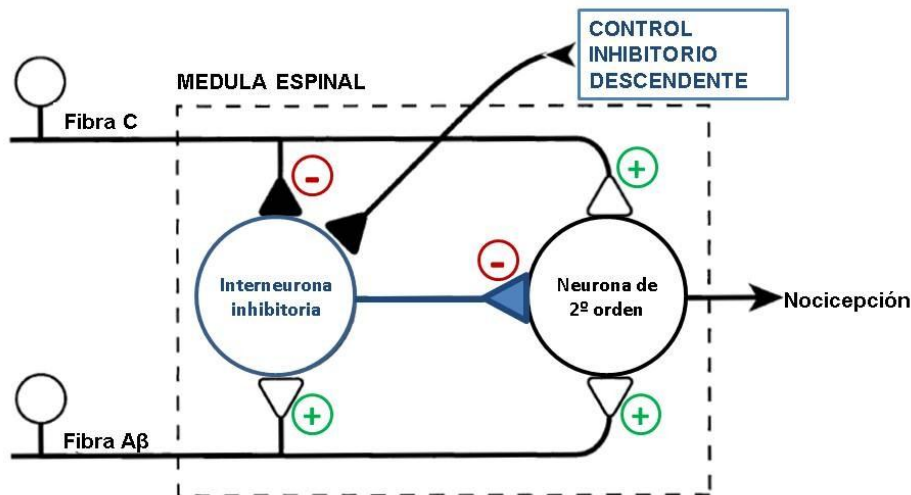 CONTROL
INHIBITORIO
DESCENDENTE
MEDULA ESPINAL
Fibra C
-
+
Interneurona
inhibitoria
-
Neurona de
2º orden
Nocicepción
+
+
Fibra Aβ